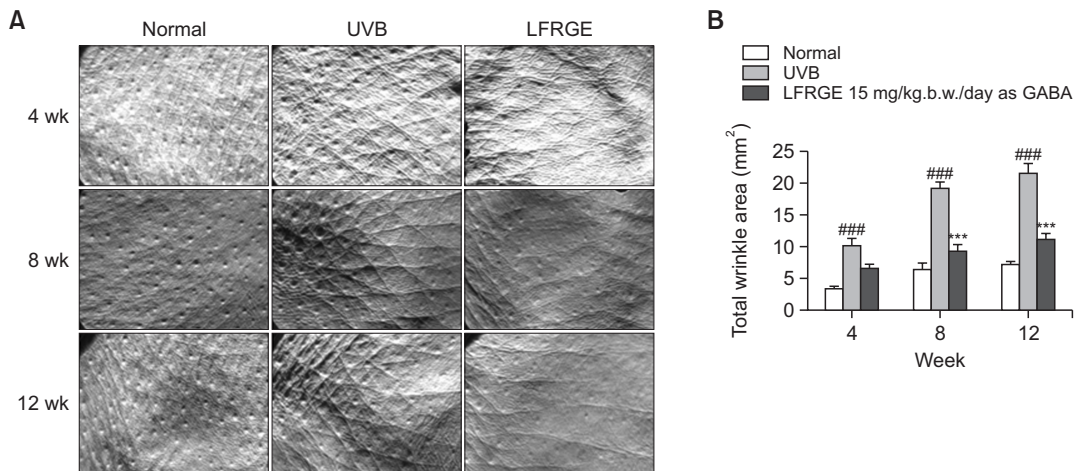 A
Normal
UVB
LFRGE
4 wk
8 wk
12 wk
B
Normal
UVB
LFRGE 15 mg/kg.b.w./day as GABA
Total wrinkle area (mm²)
25
20
15
10
5
0
###
###
***
###
***
4
8
12
Week